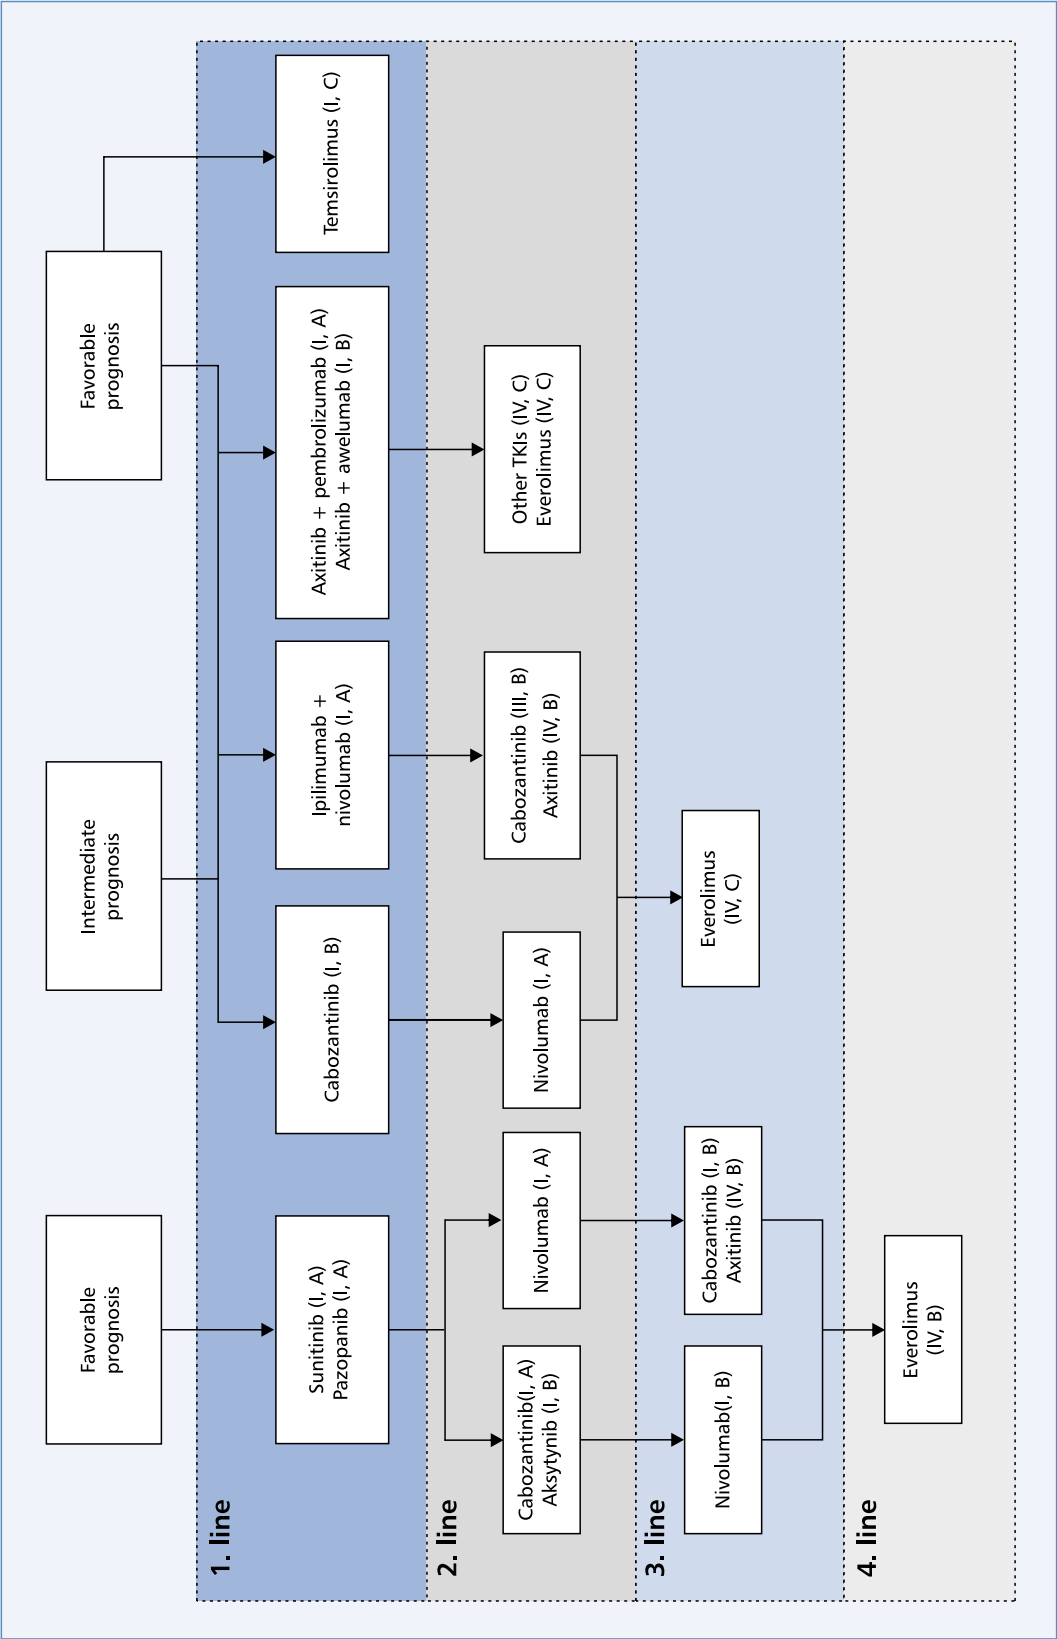 Favorable
prognosis
Intermediate
prognosis
Favorable
prognosis
1. line
Sunitinib (I, A)
Pazopanib (I, A)
Cabozantinib (I, B)
Ipilimumab +
nivolumab (I, A)
Axitinib + pembrolizumab (I, A)
Axitinib + awelumab (I, B)
Temsirolimus (I, C)
2. line
Cabozantinib(I, A)
Aksytynib (I, B)
Nivolumab (I, A)
Nivolumab (I, A)
Cabozantinib (III, B)
Axitinib (IV, B)
Other TKIs (IV, C)
Everolimus (IV, C)
3. line
Nivolumab(I, B)
Cabozantinib (I, B)
Axitinib (IV, B)
Everolimus
(IV, C)
4. line
Everolimus
(IV, B)